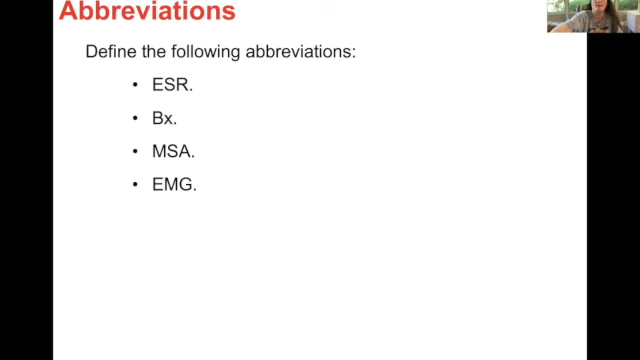 Abbreviations
Define the following abbreviations:
• ESR.
• Bx.
• MSA.
• EMG.